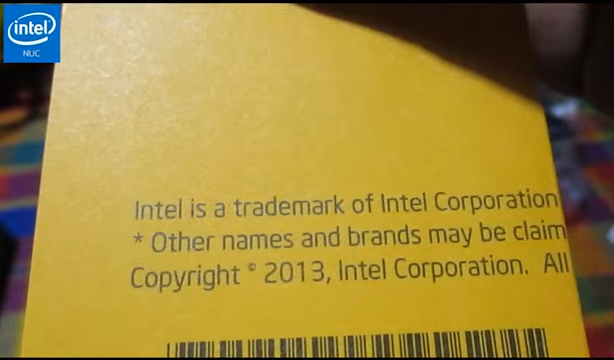 intel
NUC
Intel is a trademark of Intel Corporation
* Other names and brands may be claim
Copyright © 2013, Intel Corporation. All